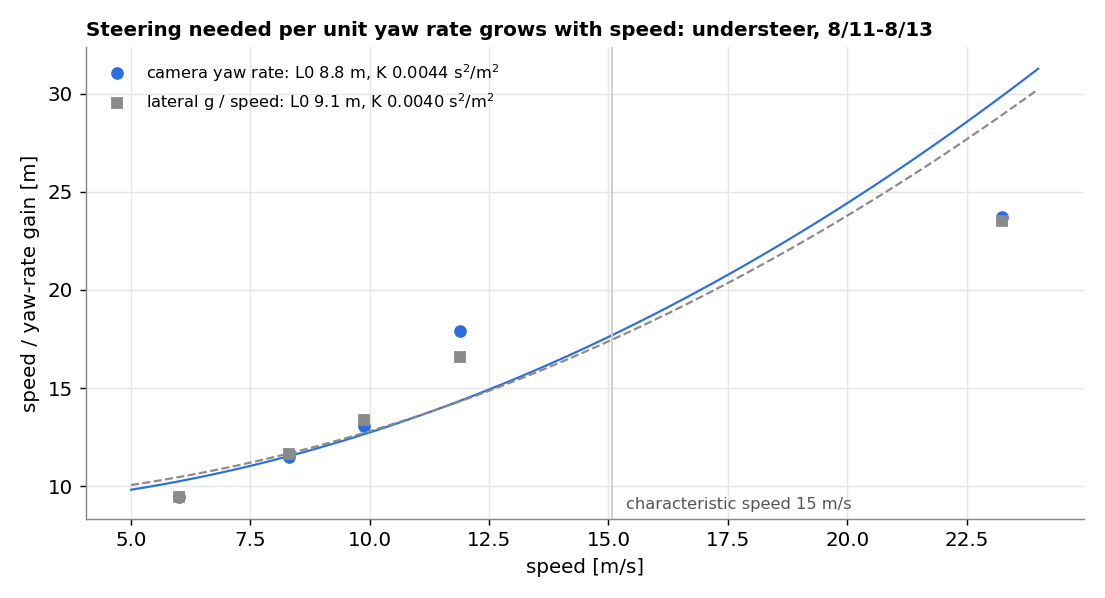 Steering needed per unit yaw rate grows with speed: understeer, 8/11-8/13
camera yaw rate: L0 8.8 m, K 0.0044 s²/m²
lateral g / speed: L0 9.1 m, K 0.0040 s²/m²
speed / yaw-rate gain [m]
30
25
20
15
10
characteristic speed 15 m/s
5.0 7.5 10.0 12.5 15.0 17.5 20.0 22.5
speed [m/s]